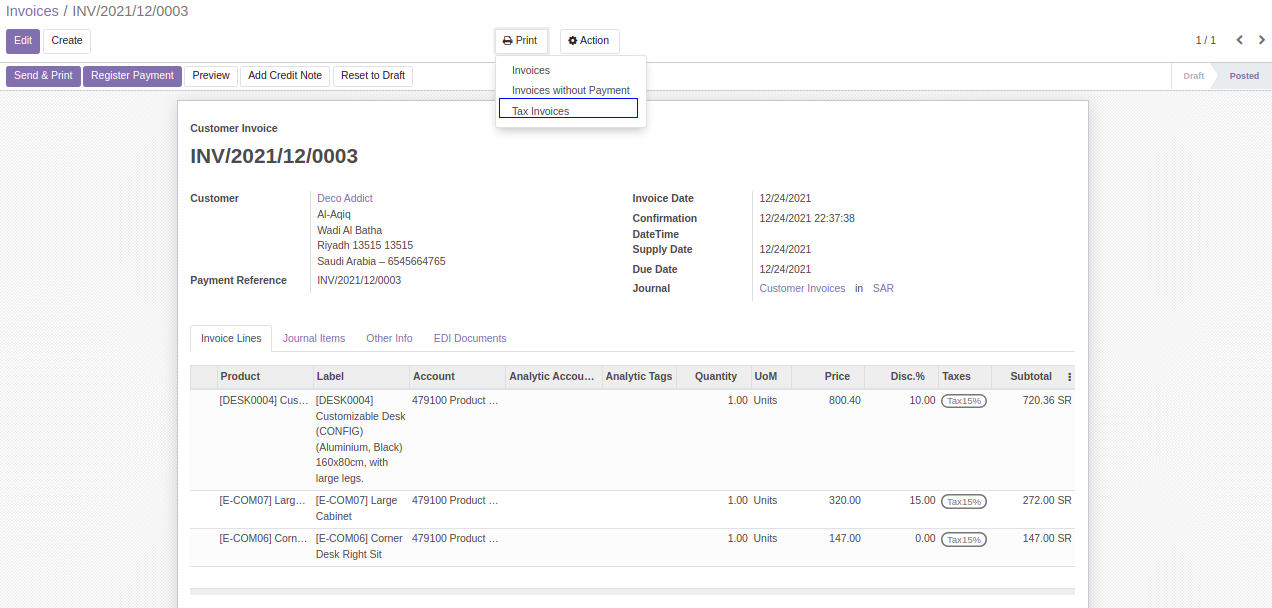 Invoices / INV/2021/12/0003
Edit Create Print Action 1 / 1
Send & Print Register Payment Preview Add Credit Note Reset to Draft Draft Posted
Invoices
Invoices without Payment
Tax Invoices
Customer Invoice
INV/2021/12/0003
Customer Deco Addict
Al-Aqiq
Wadi Al Batha
Riyadh 13515 13515
Saudi Arabia – 6545664765
Payment Reference INV/2021/12/0003
Invoice Date 12/24/2021
Confirmation 12/24/2021 22:37:38
DateTime
Supply Date 12/24/2021
Due Date 12/24/2021
Journal Customer Invoices in SAR
Invoice Lines Journal Items Other Info EDI Documents
Product Label Account Analytic Accou… Analytic Tags Quantity UoM Price Disc.% Taxes Subtotal
[DESK0004] Cus… [DESK0004] 479100 Product … 1.00 Units 800.40 10.00 Tax15% 720.36 SR
Customizable Desk
(CONFIG)
(Aluminium, Black)
160x80cm, with
large legs.
[E-COM07] Larg… [E-COM07] Large 479100 Product … 1.00 Units 320.00 15.00 Tax15% 272.00 SR
Cabinet
[E-COM06] Corn… [E-COM06] Corner 479100 Product … 1.00 Units 147.00 0.00 Tax15% 147.00 SR
Desk Right Sit